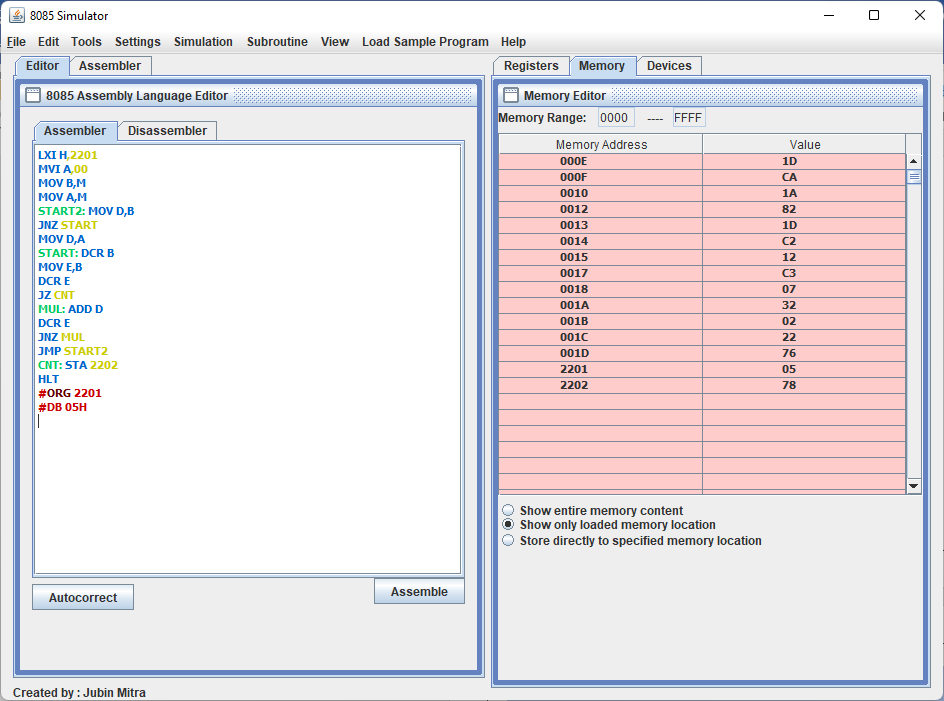 8085 Simulator
File Edit Tools Settings Simulation Subroutine View Load Sample Program Help
Editor Assembler
8085 Assembly Language Editor
Assembler Disassembler
LXI H,2201
MVI A,00
MOV B,M
MOV A,M
START2: MOV D,B
JNZ START
MOV D,A
START: DCR B
MOV E,B
DCR E
JZ CNT
MUL: ADD D
DCR E
JNZ MUL
JMP START2
CNT: STA 2202
HLT
#ORG 2201
#DB 05H
Autocorrect Assemble
Created by : Jubin Mitra
Registers Memory Devices
Memory Editor
Memory Range: 0000 ---- FFFF
Memory Address Value
000E 1D
000F CA
0010 1A
0012 82
0013 1D
0014 C2
0015 12
0017 C3
0018 07
001A 32
001B 02
001C 22
001D 76
2201 05
2202 78
Show entire memory content
Show only loaded memory location
Store directly to specified memory location